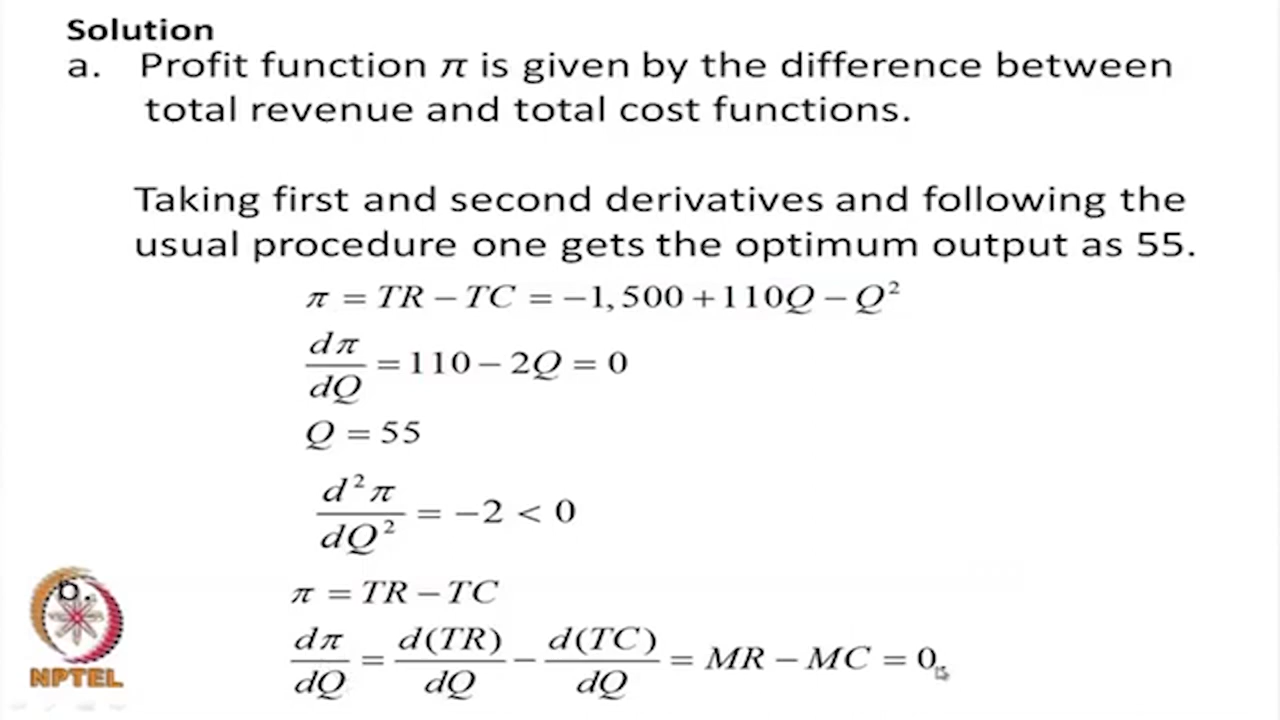 Solution
a. Profit function π is given by the difference between
total revenue and total cost functions.
Taking first and second derivatives and following the
usual procedure one gets the optimum output as 55.
π = TR − TC = −1,500 + 110Q − Q²
dπ/dQ = 110 − 2Q = 0
Q = 55
d²π/dQ² = −2 < 0
b. π = TR − TC
dπ/dQ = d(TR)/dQ − d(TC)/dQ = MR − MC = 0
NPTEL